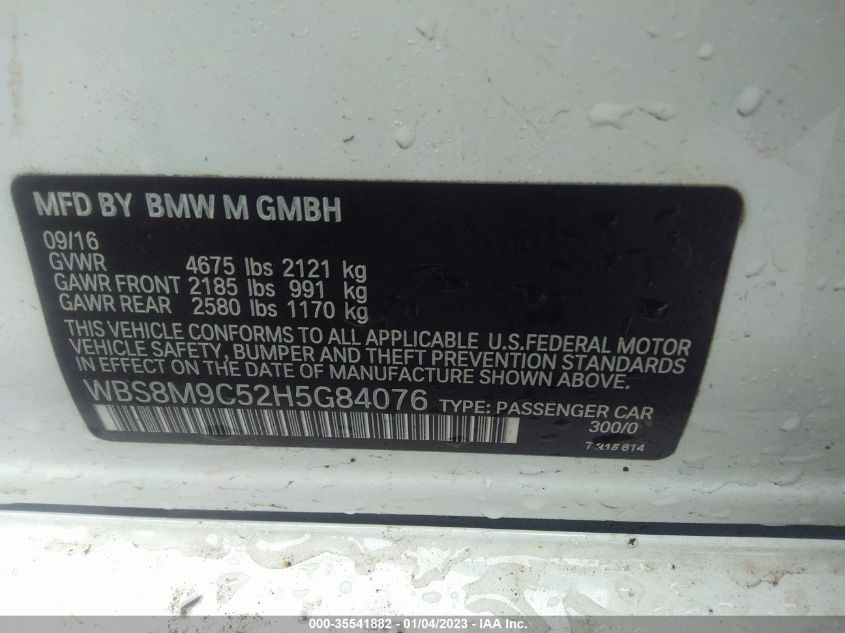 MFD BY BMW M GMBH
09/16
GVWR 4675 lbs 2121 kg
GAWR FRONT 2185 lbs 991 kg
GAWR REAR 2580 lbs 1170 kg
THIS VEHICLE CONFORMS TO ALL APPLICABLE U.S.FEDERAL MOTOR
VEHICLE SAFETY, BUMPER AND THEFT PREVENTION STANDARDS
IN EFFECT ON THE DATE OF MANUFACTURE SHOWN ABOVE.
WBS8M9C52H5G84076 TYPE: PASSENGER CAR
300/0
000-35541882 - 01/04/2023 - IAA Inc.